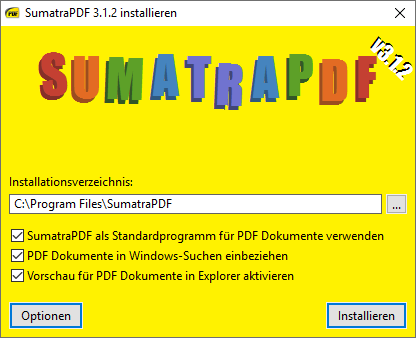 PDF SumatraPDF 3.1.2 installieren
SUMATRAPDF
v3.1.2
Installationsverzeichnis:
C:\Program Files\SumatraPDF
...
SumatraPDF als Standardprogramm für PDF Dokumente verwenden
PDF Dokumente in Windows-Suchen einbeziehen
Vorschau für PDF Dokumente in Explorer aktivieren
Optionen
Installieren